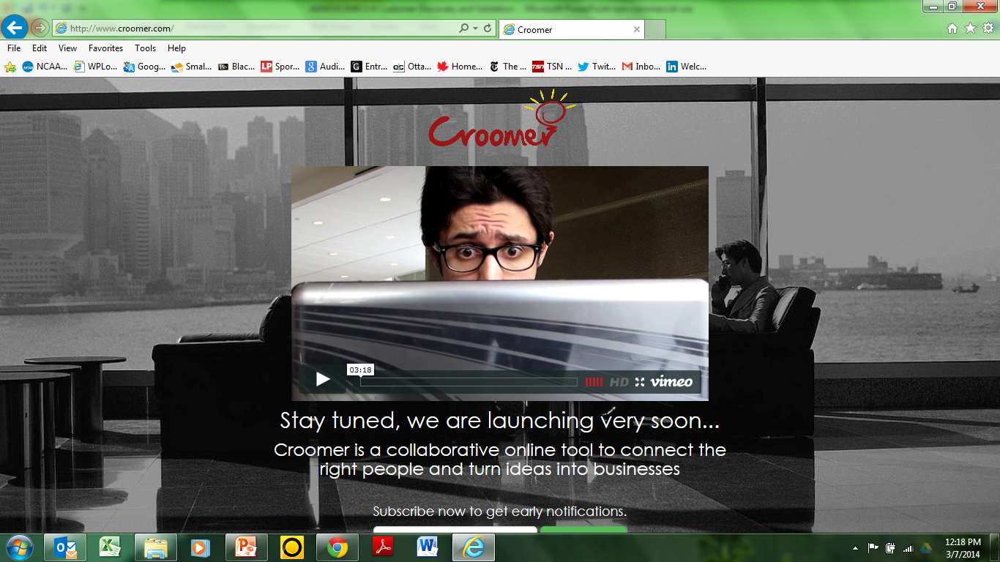 http://www.croomer.com/
Croomer
File Edit View Favorites Tools Help
NCAA... WPLo... Goog... Smal... Blac... Spor... Audi... Entr... Otta... Home... The ... TSN ... Twit... Inbo... Welc...
Croomer
03:18
HD vimeo
Stay tuned, we are launching very soon...
Croomer is a collaborative online tool to connect the
right people and turn ideas into businesses
Subscribe now to get early notifications.
12:18 PM
3/7/2014